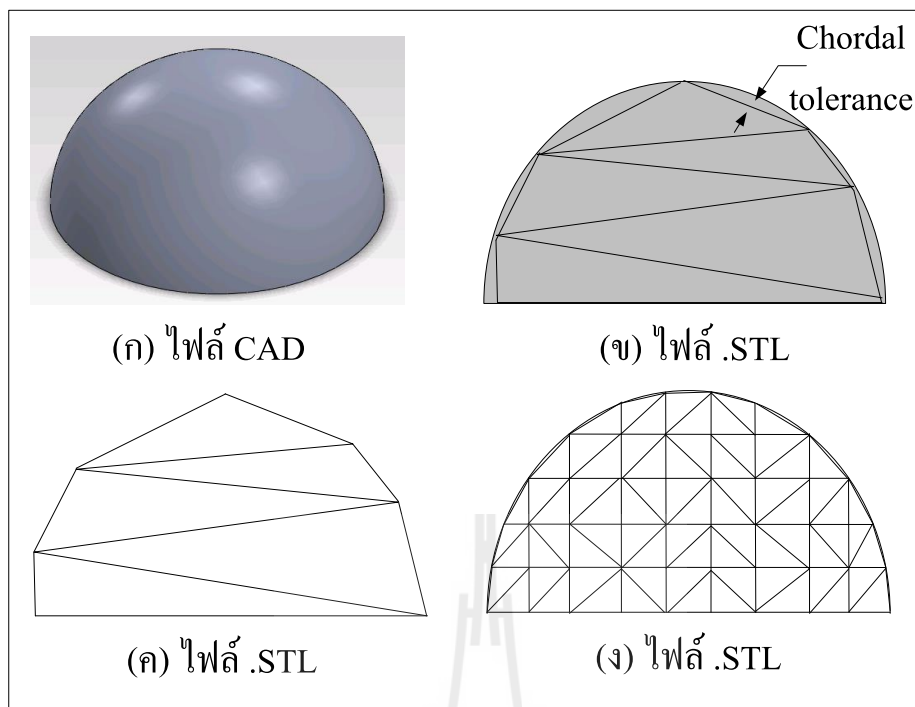 Chordal
tolerance
(ก) ไฟล์ CAD
(ข) ไฟล์ .STL
(ค) ไฟล์ .STL
(ง) ไฟล์ .STL